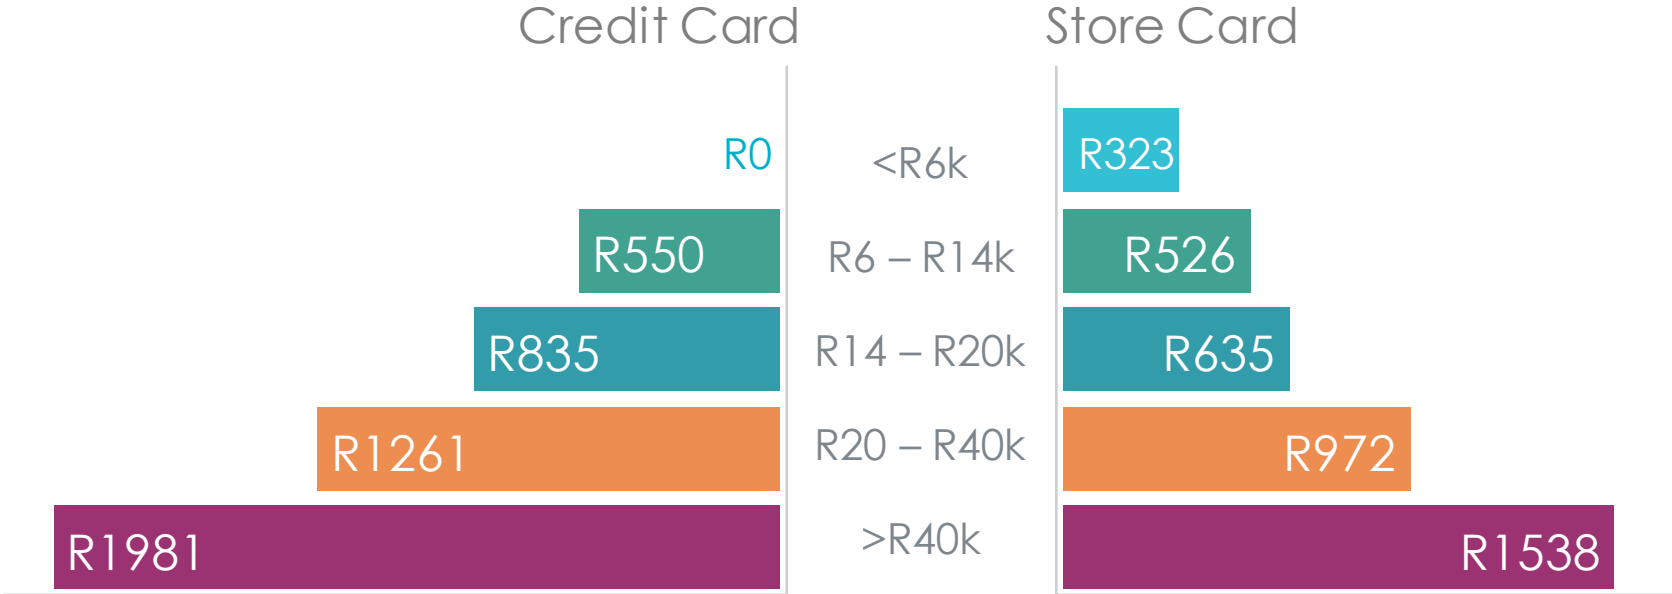 Credit Card Store Card
R0 <R6k R323
R550 R6 – R14k R526
R835 R14 – R20k R635
R1261 R20 – R40k R972
R1981 >R40k R1538